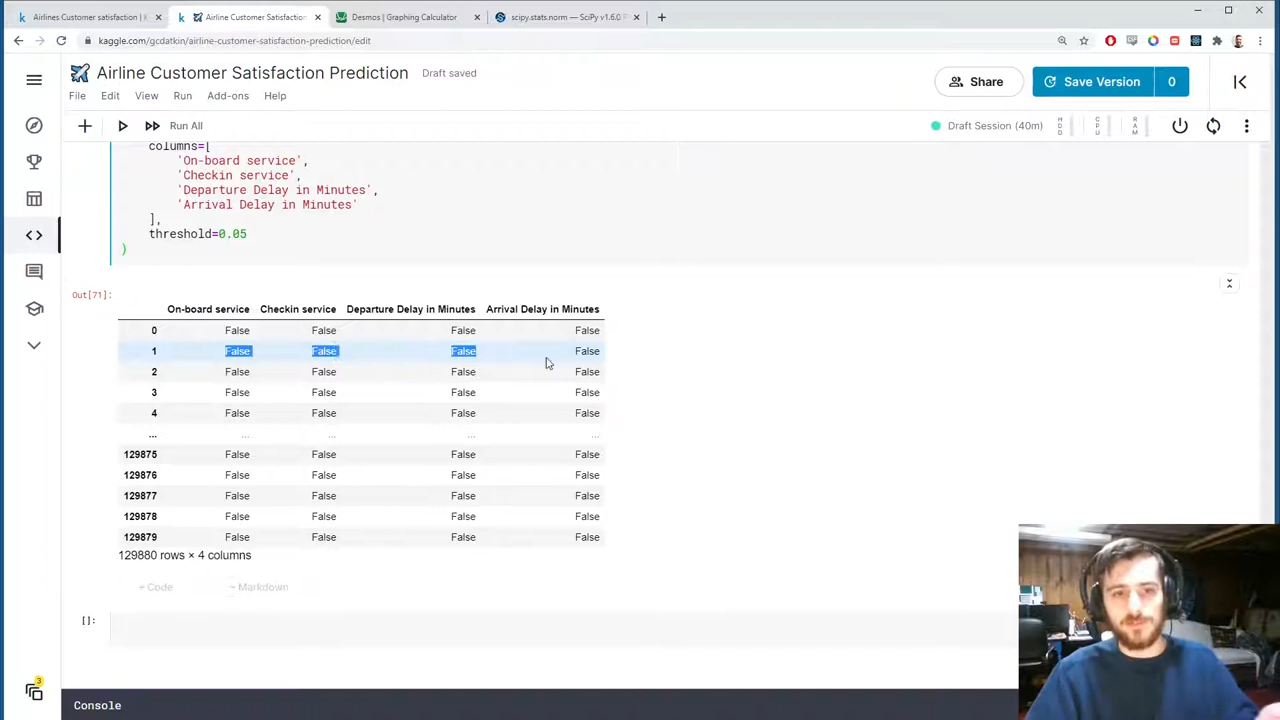 Airlines Customer satisfaction | K
Airline Customer Satisfaction
Desmos | Graphing Calculator
scipy.stats.norm — SciPy v1.6.0
kaggle.com/gcdatkin/airline-customer-satisfaction-prediction/edit
Airline Customer Satisfaction Prediction
Draft saved
Share
Save Version
0
File Edit View Run Add-ons Help
Run All
Draft Session (40m)
HDD
CPU
RAM
columns=[
'On-board service',
'Checkin service',
'Departure Delay in Minutes',
'Arrival Delay in Minutes'
],
threshold=0.05
)
Out[71]:
On-board service Checkin service Departure Delay in Minutes Arrival Delay in Minutes
0 False False False False
1 False False False False
2 False False False False
3 False False False False
4 False False False False
... ... ... ... ...
129875 False False False False
129876 False False False False
129877 False False False False
129878 False False False False
129879 False False False False
129880 rows × 4 columns
+ Code
+ Markdown
[]:
3
Console